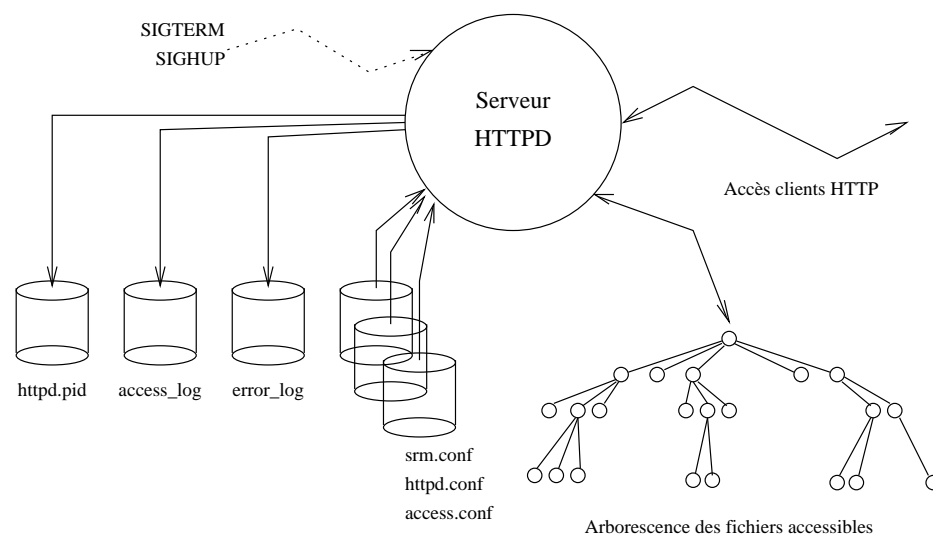 SIGTERM
SIGHUP
Serveur
HTTPD
Accès clients HTTP
httpd.pid
access_log
error_log
srm.conf
httpd.conf
access.conf
Arborescence des fichiers accessibles